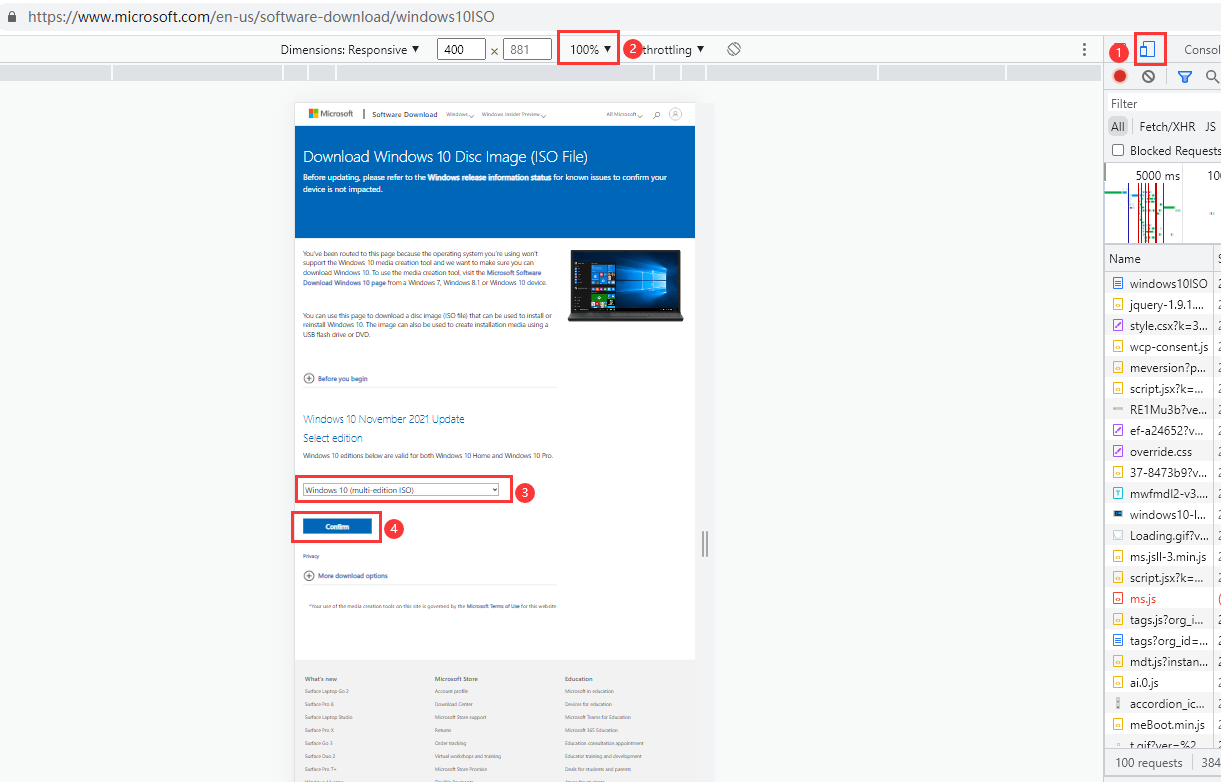 https://www.microsoft.com/en-us/software-download/windows10ISO
Dimensions: Responsive ▼ 400 × 881 100% ▼ 2 throttling ▼
1 Consol
Filter
All Fetch/XHR JS
Blocked Requests
5000 ms
Name
Microsoft | Software Download Windows Windows Insider Preview All Microsoft
Download Windows 10 Disc Image (ISO File)
Before updating, please refer to the Windows release information status for known issues to confirm your
device is not impacted.
You've been routed to this page because the operating system you're using won't
support the Windows 10 media creation tool and we want to make sure you can
download Windows 10. To use the media creation tool, visit the Microsoft Software
Download Windows 10 page from a Windows 7, Windows 8.1 or Windows 10 device.
You can use this page to download a disc image (ISO file) that can be used to install or
reinstall Windows 10. The image can also be used to create installation media using a
USB flash drive or DVD.
Before you begin
Windows 10 November 2021 Update
Select edition
Windows 10 editions below are valid for both Windows 10 Home and Windows 10 Pro.
Windows 10 (multi-edition ISO)
3
Confirm
4
Privacy
More download options
*Your use of the media creation tools on this site is governed by the Microsoft Terms of Use for this website
What's new
Surface Laptop Go 2
Surface Pro 8
Surface Laptop Studio
Surface Pro X
Surface Go 3
Surface Duo 2
Surface Pro 7+
Microsoft Store
Account profile
Download Center
Microsoft Store support
Returns
Order tracking
Virtual workshops and training
Microsoft Store Promise
Education
Microsoft in education
Devices for education
Microsoft Teams for Education
Microsoft 365 Education
Education consultation appointment
Educator training and development
Deals for students and parents
windows10I...
jquery-1.9.1....
style.csx?k=...
wcp-consent.js
meversion?p...
script.jsx?k=...
RE1Mu3b?ve...
ef-a24652?v...
override.css?...
37-847899?v...
mwfmdl2-v3...
windows10-l...
Loading.gif?v...
ms.jsll-3.min.js
script.jsx?k=...
ms.js
tags.js?org_i...
tags?org_id=...
mdt.js?instan...
ai.0.js